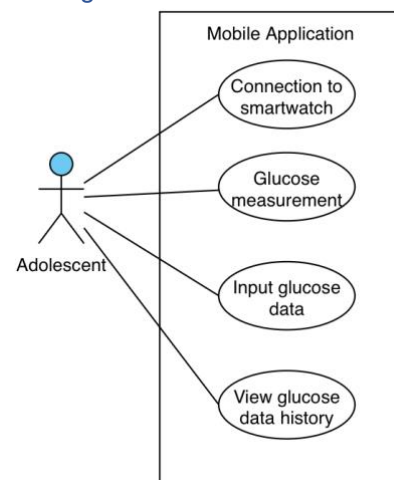 Mobile Application
Connection to
smartwatch
Glucose
measurement
Adolescent
Input glucose
data
View glucose
data history